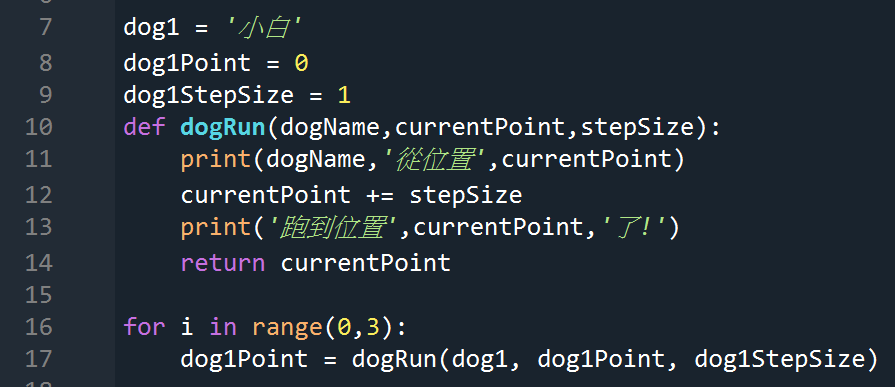 7 dog1 = '小白'
8 dog1Point = 0
9 dog1StepSize = 1
10 def dogRun(dogName,currentPoint,stepSize):
11     print(dogName,'從位置',currentPoint)
12     currentPoint += stepSize
13     print('跑到位置',currentPoint,'了!')
14     return currentPoint
15
16 for i in range(0,3):
17     dog1Point = dogRun(dog1, dog1Point, dog1StepSize)